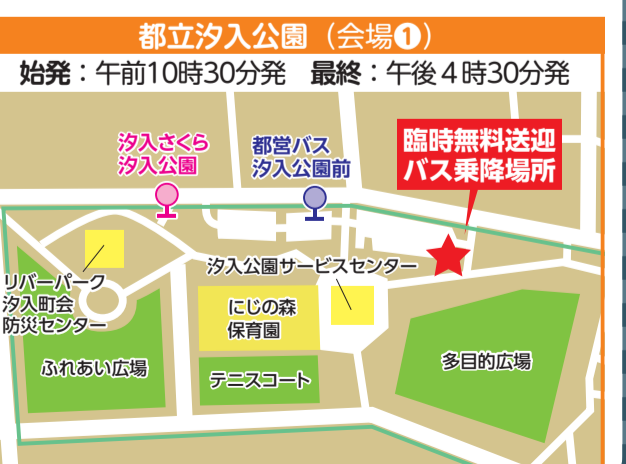 都立汐入公園（会場❶）
始発：午前10時30分発　最終：午後４時30分発
汐入さくら
汐入公園
都営バス
汐入公園前
臨時無料送迎
バス乗降場所
汐入公園サービスセンター
リバーパーク
汐入町会
防災センター
にじの森
保育園
ふれあい広場
テニスコート
多目的広場